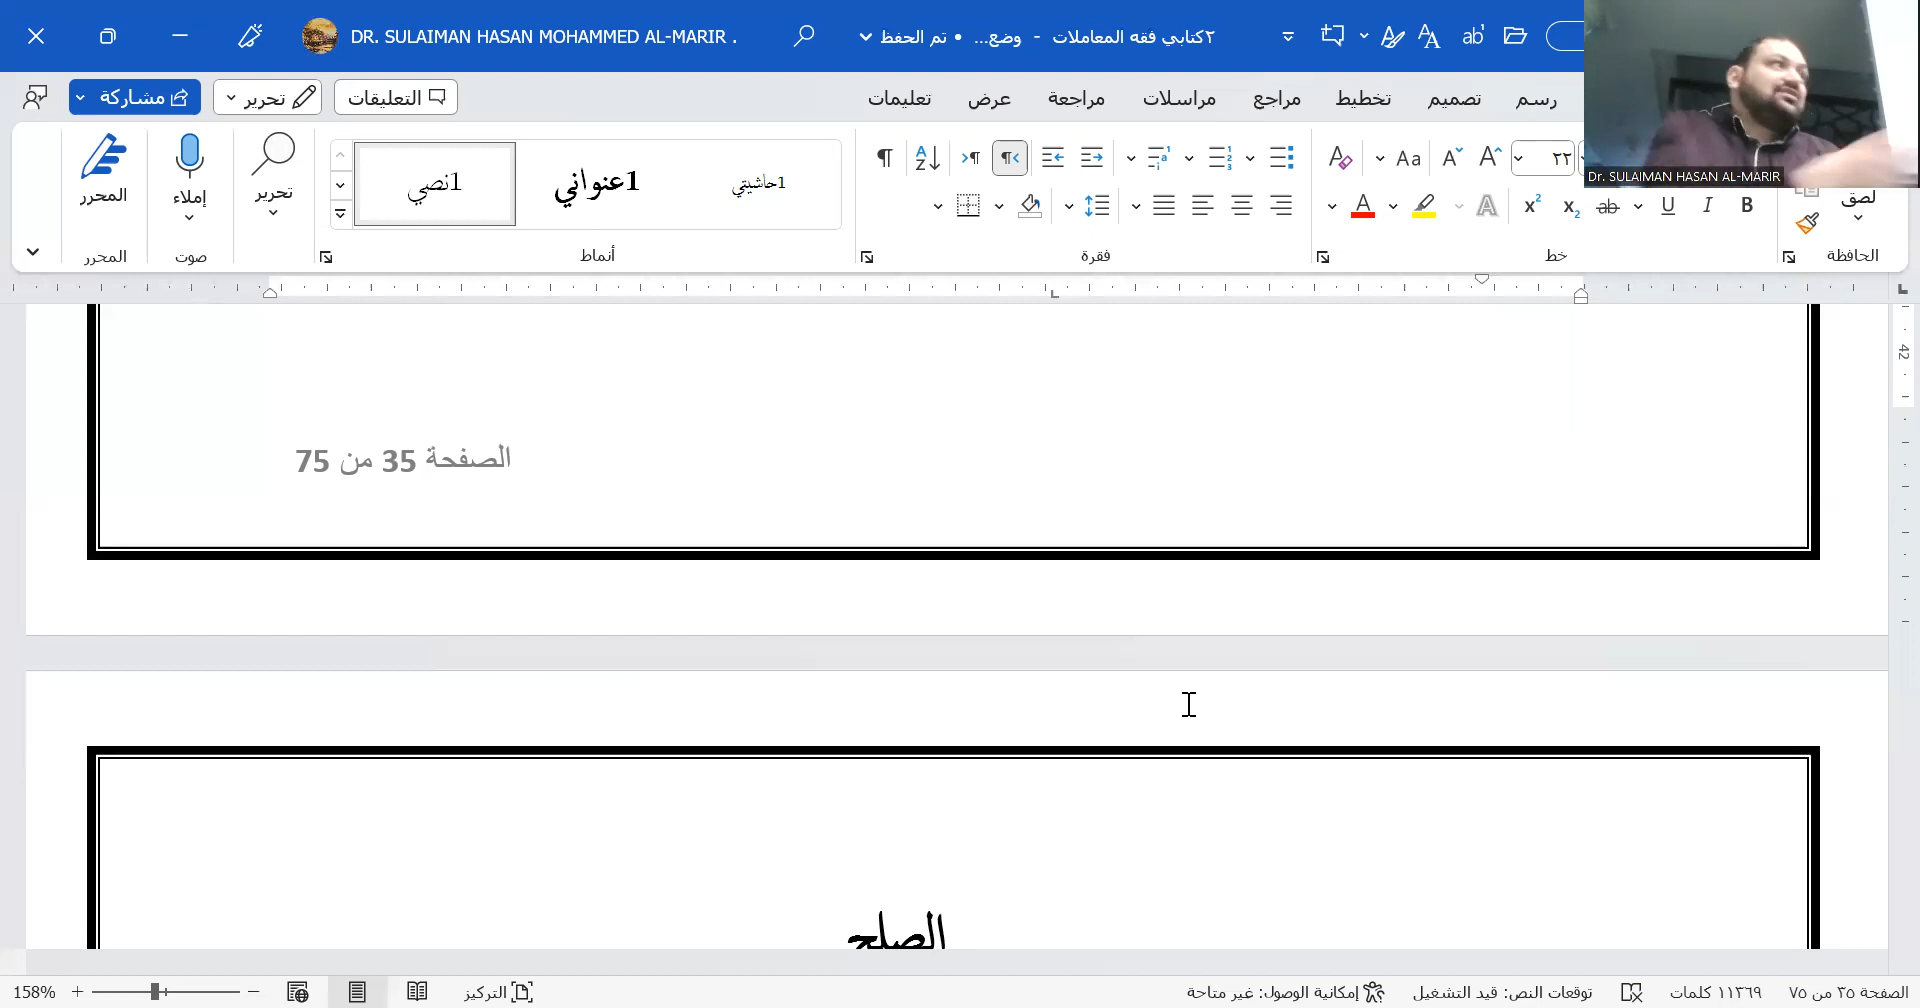 ٢كتابي فقه المعاملات - وضع... • تم الحفظ
DR. SULAIMAN HASAN MOHAMMED AL-MARIR .
رسم تصميم تخطيط مراجع مراسلات مراجعة عرض تعليمات
التعليقات تحرير مشاركة
Dr. SULAIMAN HASAN AL-MARIR
لصق
٢٢
1حاشيتي 1عنواني 1نصي
تحرير إملاء المحرر
الحافظة خط فقرة أنماط صوت المحرر
42
الصفحة 35 من 75
الصلح
الصفحة ٣٥ من ٧٥ ١١٣٦٩ كلمات توقعات النص: قيد التشغيل إمكانية الوصول: غير متاحة التركيز 158%